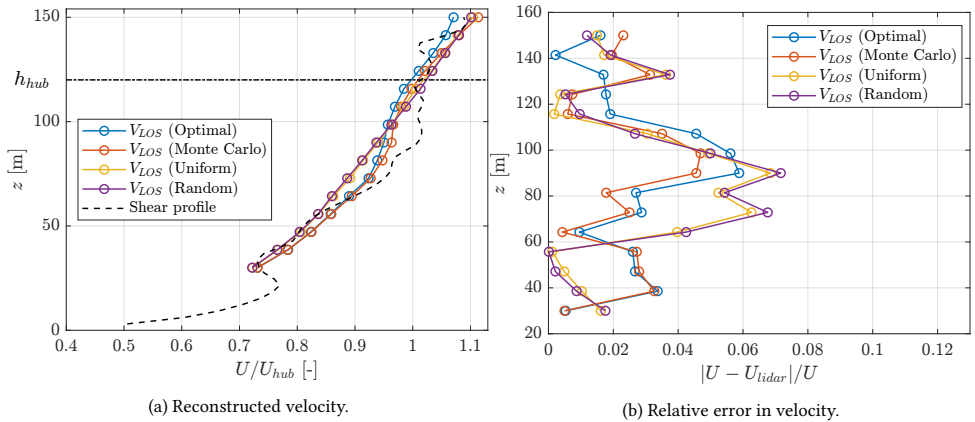 150
h_hub
100
50
0
z [m]
V_LOS (Optimal)
V_LOS (Monte Carlo)
V_LOS (Uniform)
V_LOS (Random)
Shear profile
0.4 0.5 0.6 0.7 0.8 0.9 1 1.1
U/U_hub [-]
(a) Reconstructed velocity.
160
140
120
100
80
60
40
20
z [m]
V_LOS (Optimal)
V_LOS (Monte Carlo)
V_LOS (Uniform)
V_LOS (Random)
0 0.02 0.04 0.06 0.08 0.1 0.12
|U − U_lidar|/U
(b) Relative error in velocity.